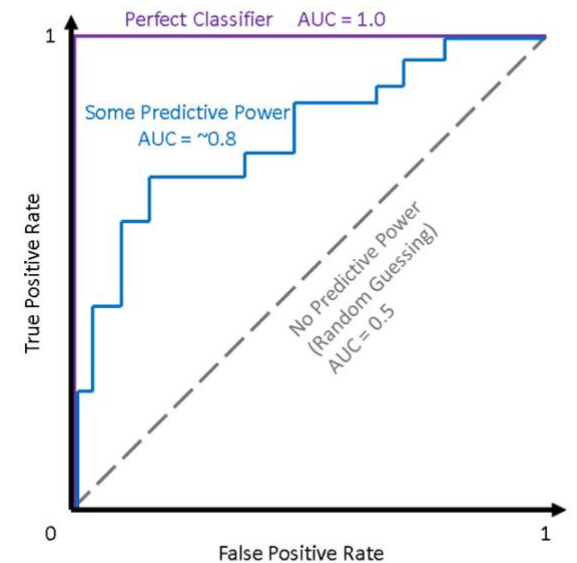 Perfect Classifier AUC = 1.0
1
Some Predictive Power
AUC = ~0.8
True Positive Rate
No Predictive Power
(Random Guessing)
AUC = 0.5
0
1
False Positive Rate